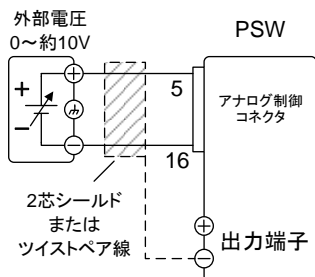 外部電圧
0～約10V
PSW
+
−
5
16
アナログ制御
コネクタ
2芯シールド
または
ツイストペア線
出力端子